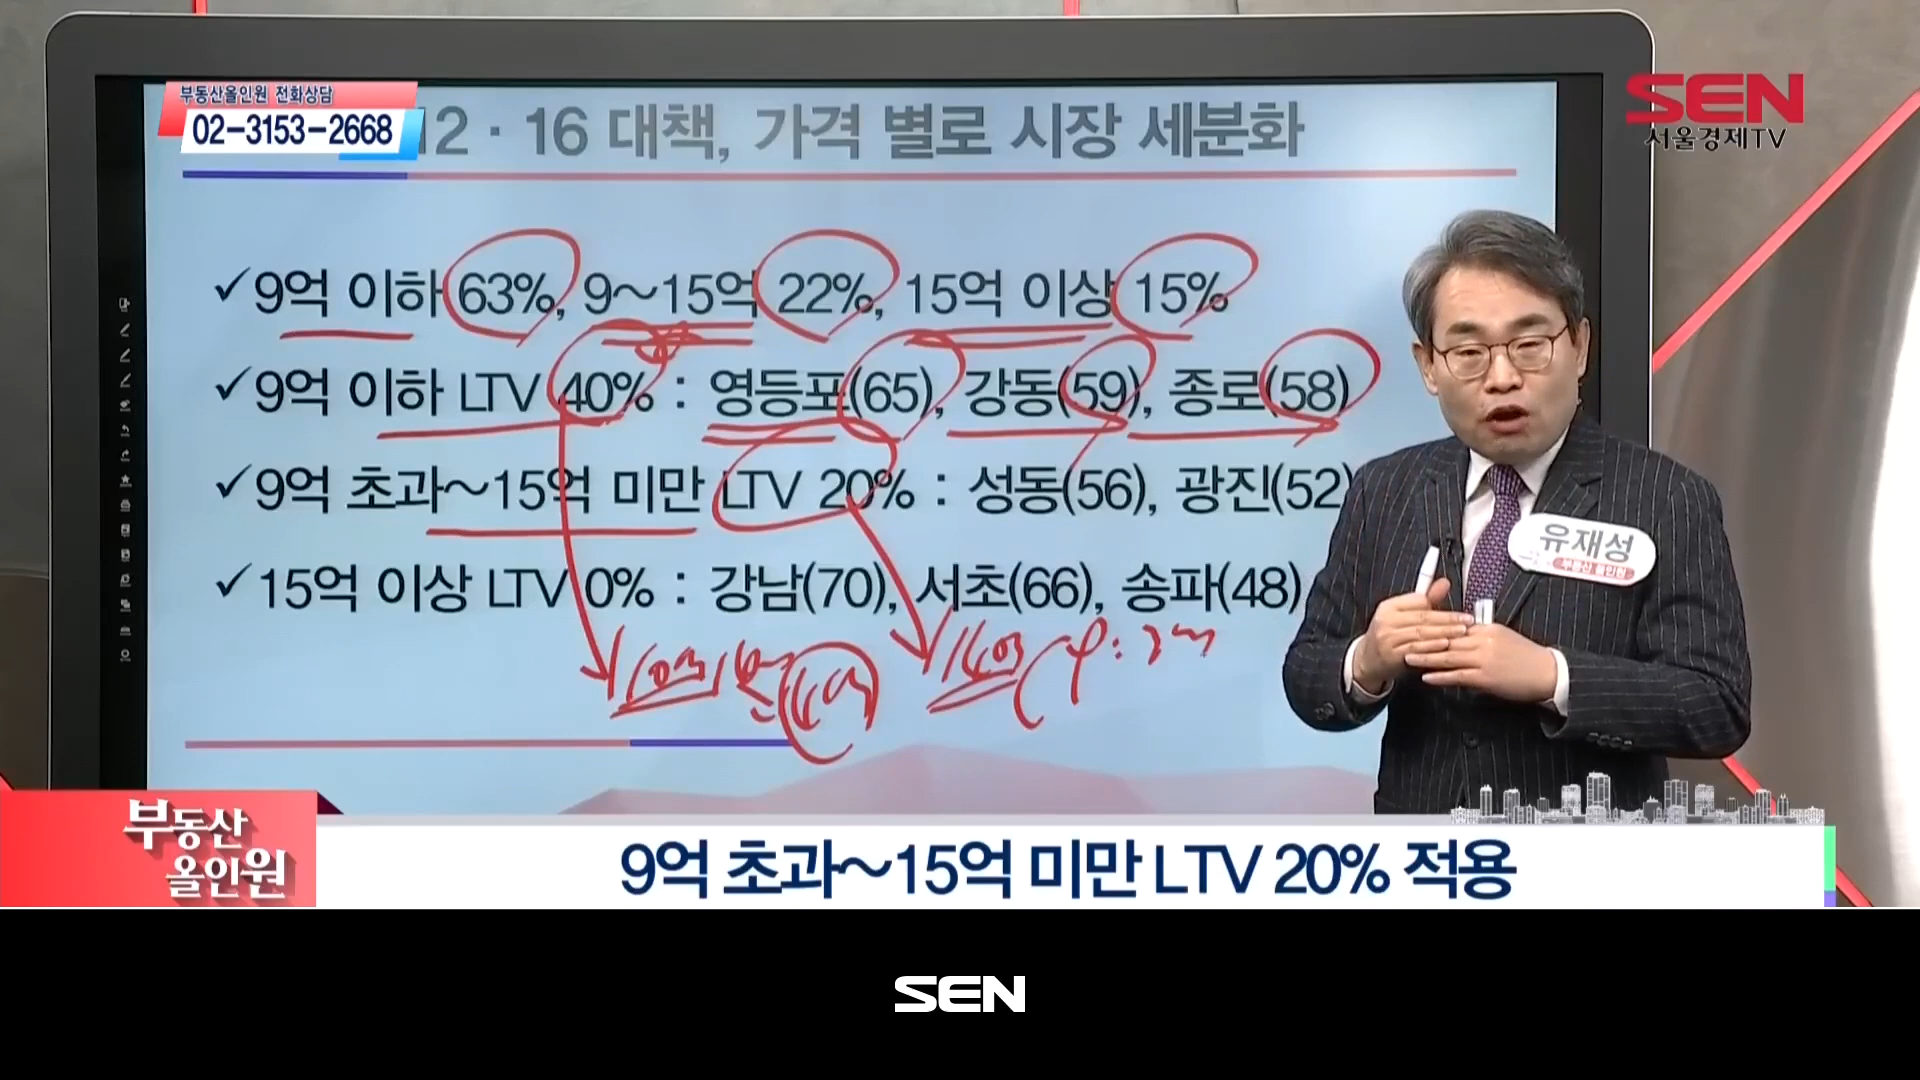 부동산올인원 전화상담
02-3153-2668
SEN
서울경제TV
12·16 대책, 가격 별로 시장 세분화
✓9억 이하 63%, 9~15억 22%, 15억 이상 15%
✓9억 이하 LTV 40% : 영등포(65), 강동(59), 종로(58)
✓9억 초과~15억 미만 LTV 20% : 성동(56), 광진(52)
✓15억 이상 LTV 0% : 강남(70), 서초(66), 송파(48)
유재성
부동산 올인원
부동산
올인원
9억 초과~15억 미만 LTV 20% 적용
SEN